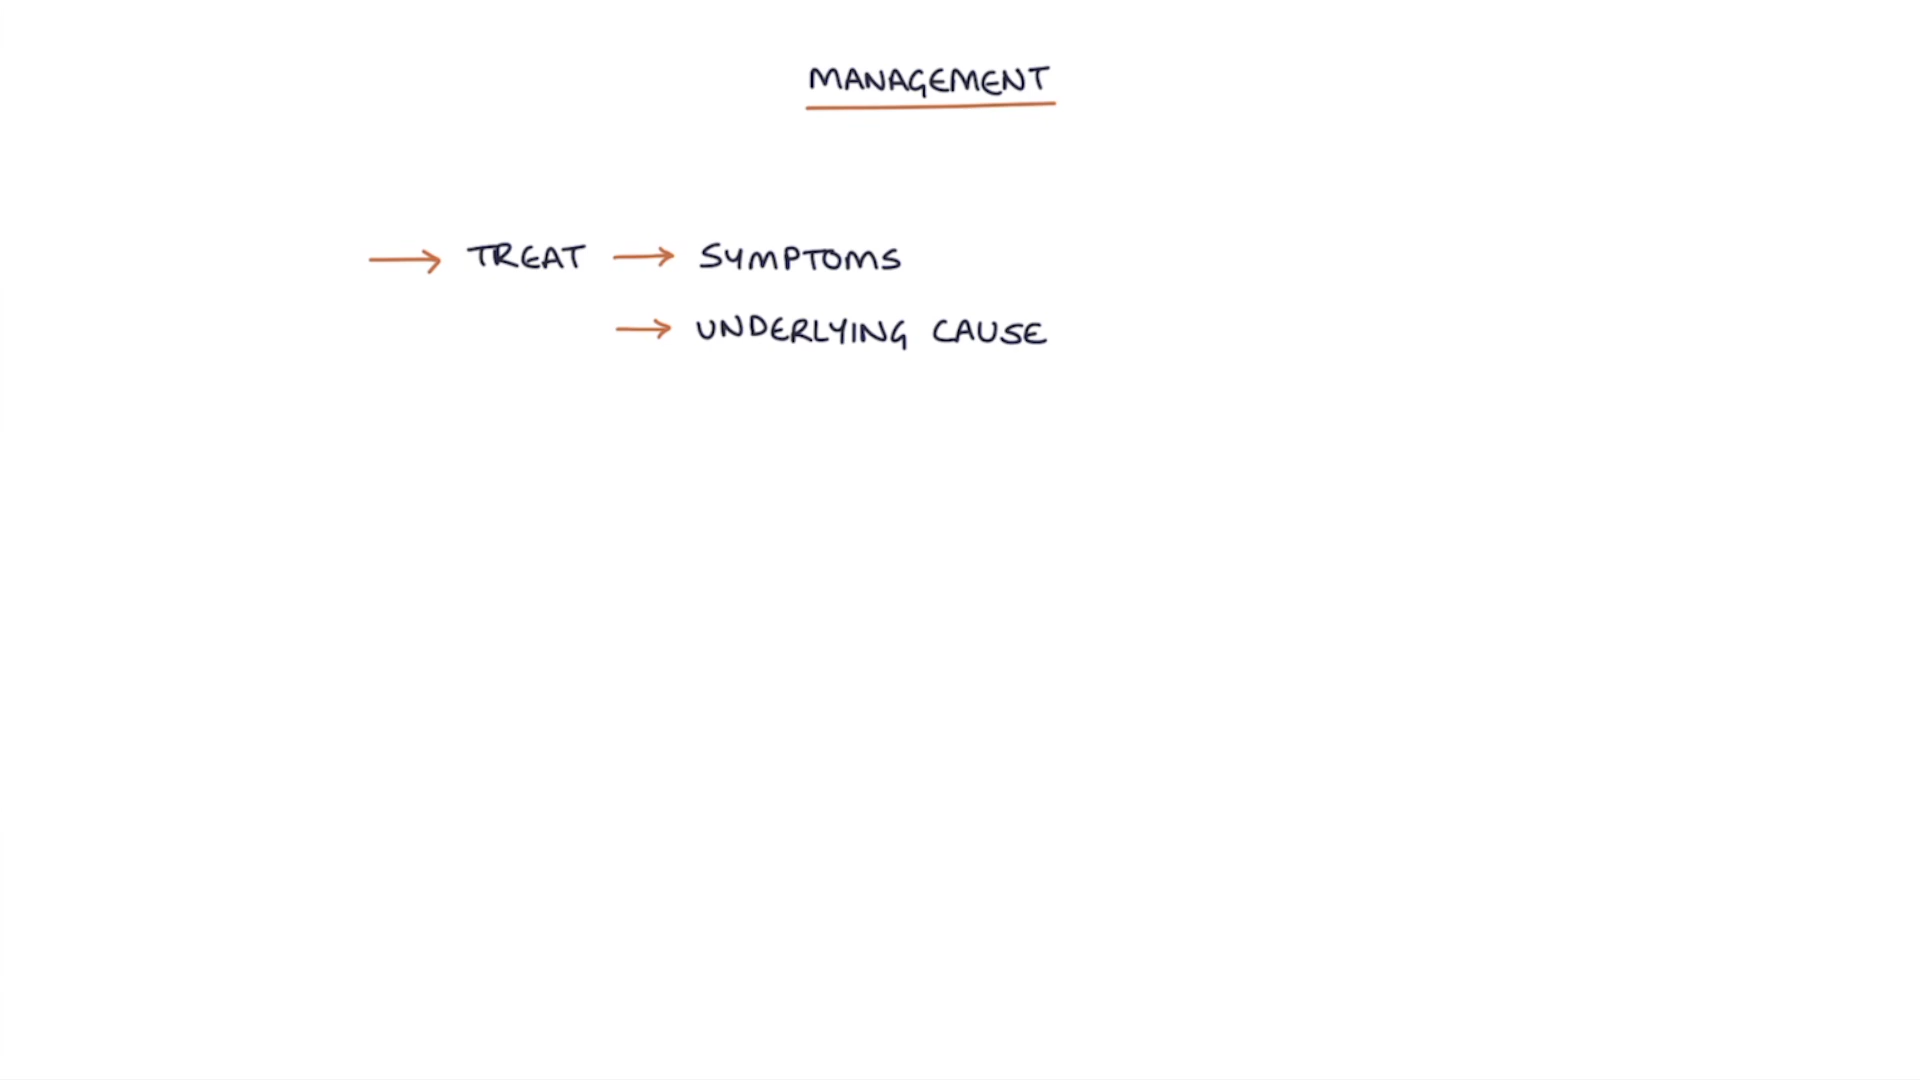 MANAGEMENT
→ TREAT → SYMPTOMS
→ UNDERLYING CAUSE